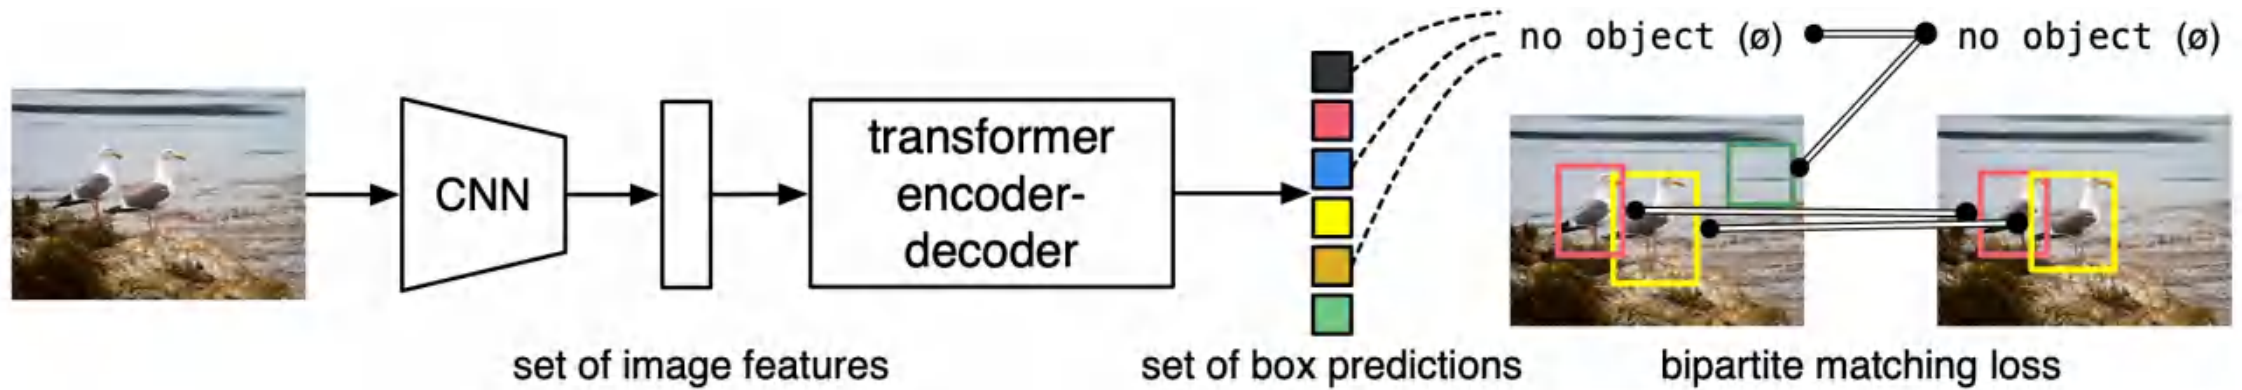 no object (ø)
no object (ø)
CNN
transformer
encoder-
decoder
set of image features
set of box predictions
bipartite matching loss